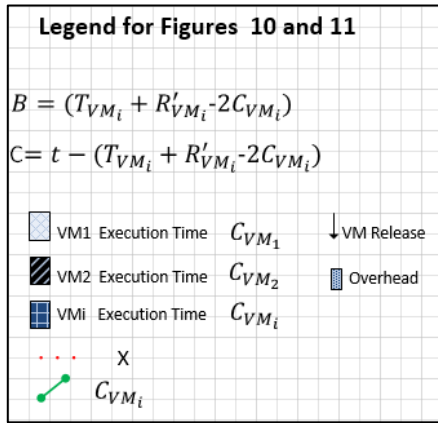 Legend for Figures 10 and 11
B = (T_{VM_i} + R'_{VM_i}-2C_{VM_i})
C= t − (T_{VM_i} + R'_{VM_i}-2C_{VM_i})
VM1 Execution Time C_{VM_1} ↓VM Release
VM2 Execution Time C_{VM_2} Overhead
VMi Execution Time C_{VM_i}
X
C_{VM_i}